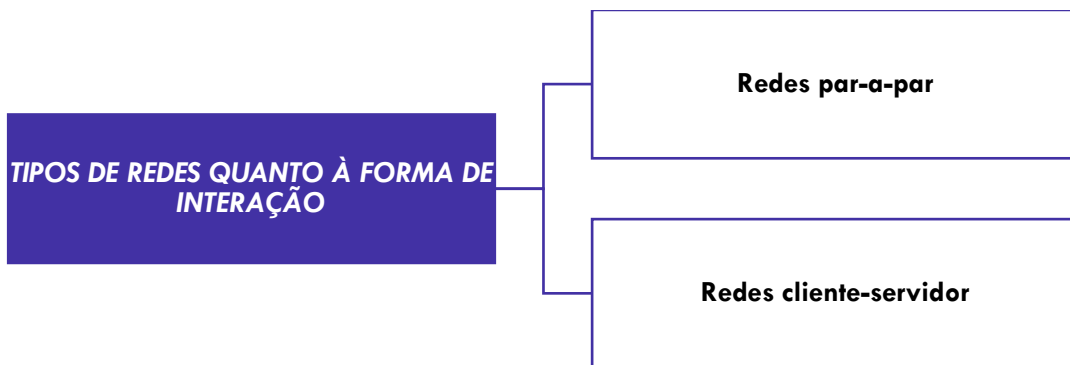 TIPOS DE REDES QUANTO À FORMA DE
INTERAÇÃO
Redes par-a-par
Redes cliente-servidor